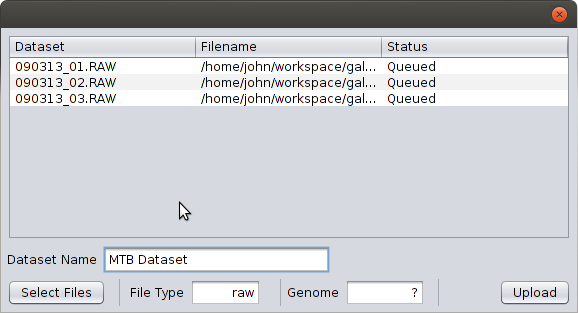 Dataset Filename Status
090313_01.RAW /home/john/workspace/gal... Queued
090313_02.RAW /home/john/workspace/gal... Queued
090313_03.RAW /home/john/workspace/gal... Queued
Dataset Name MTB Dataset
Select Files File Type raw Genome ? Upload